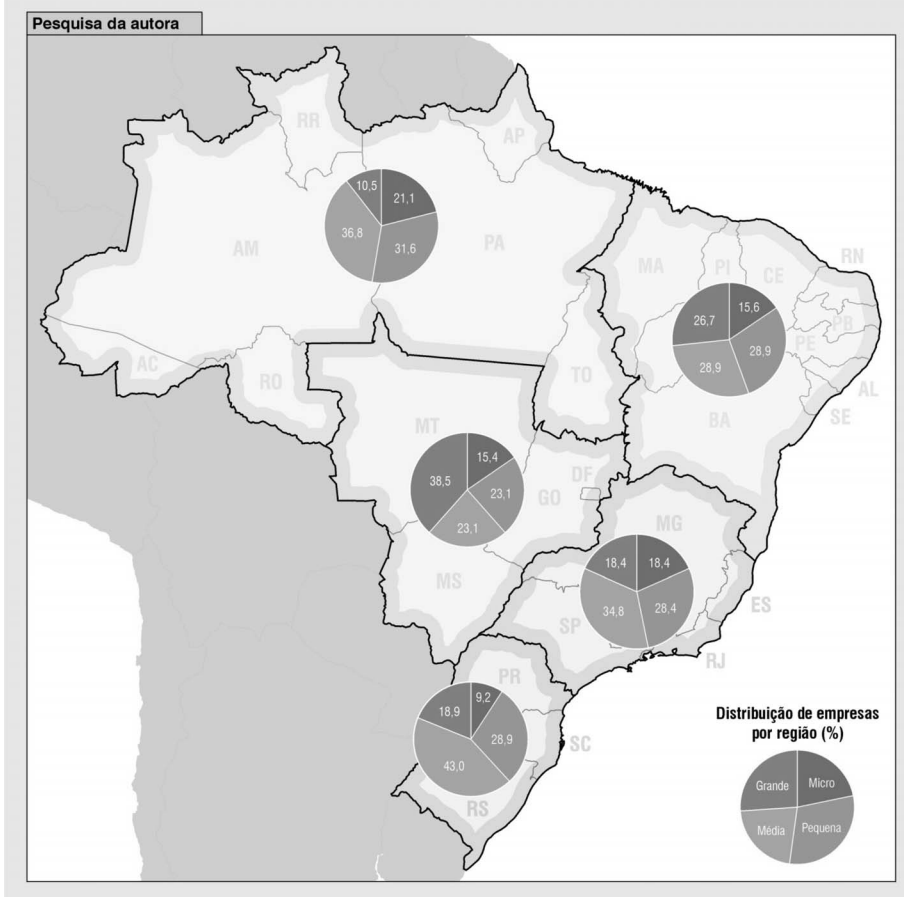 Pesquisa da autora
RR
AP
10,5
21,1
36,8
31,6
AM
PA
MA
PI
CE
RN
26,7
15,6
PB
PE
28,9
28,9
AL
SE
BA
AC
RO
TO
MT
38,5
15,4
DF
GO
23,1
23,1
MG
MS
18,4
18,4
34,8
28,4
SP
ES
RJ
PR
18,9
9,2
28,9
43,0
SC
RS
Distribuição de empresas
por região (%)
Grande
Micro
Média
Pequena